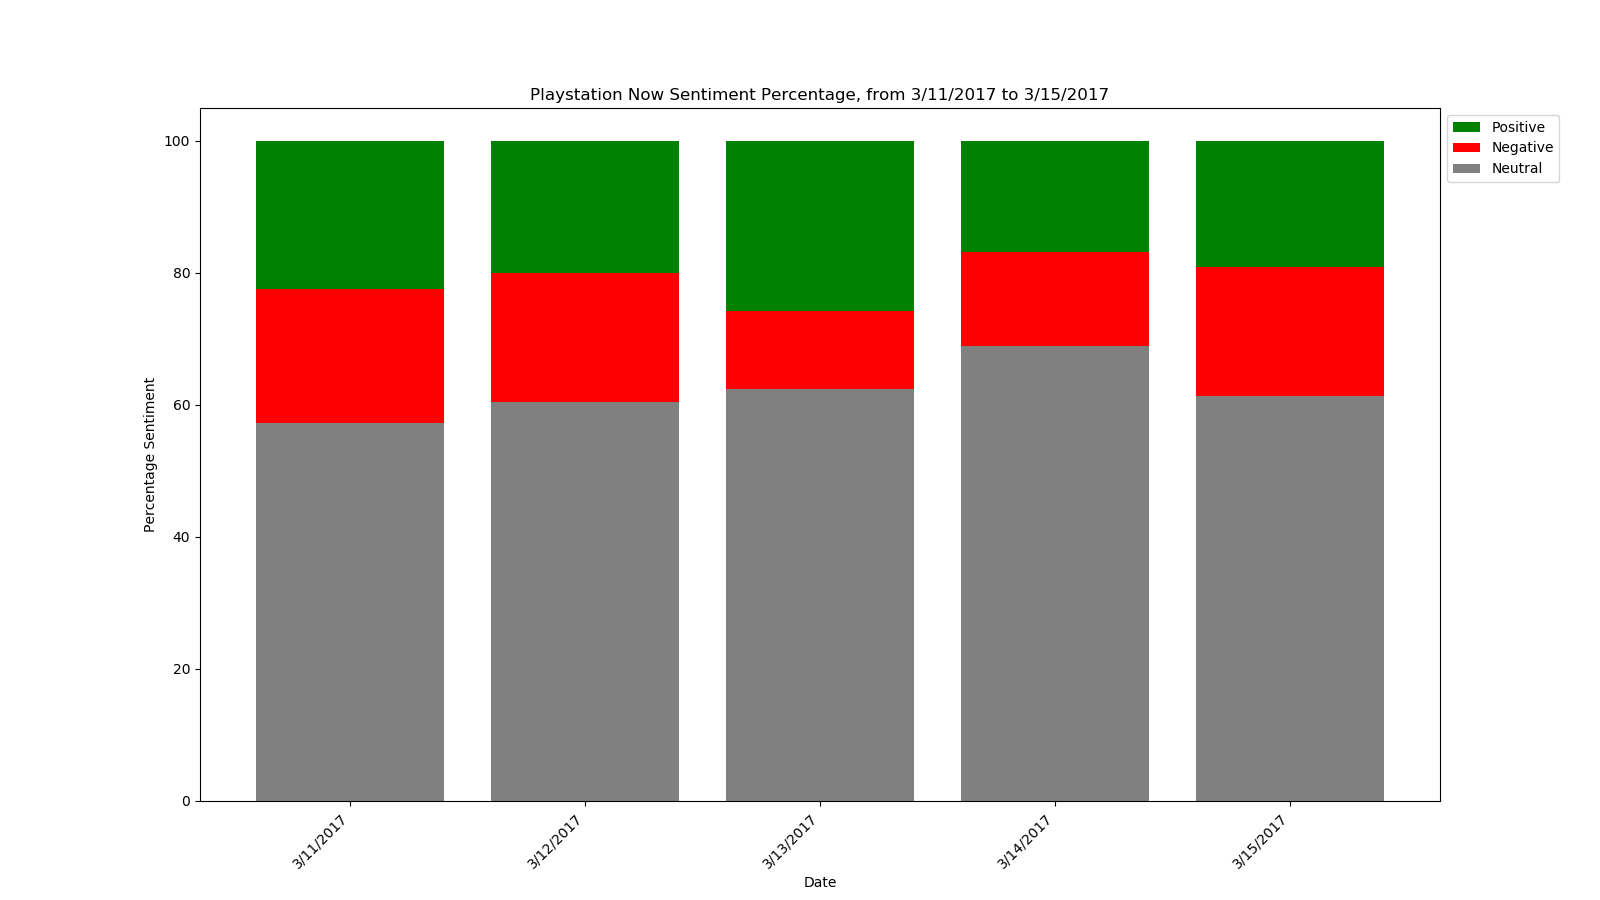 Playstation Now Sentiment Percentage, from 3/11/2017 to 3/15/2017
Positive
Negative
Neutral
Percentage Sentiment
100
80
60
40
20
0
3/11/2017
3/12/2017
3/13/2017
3/14/2017
3/15/2017
Date